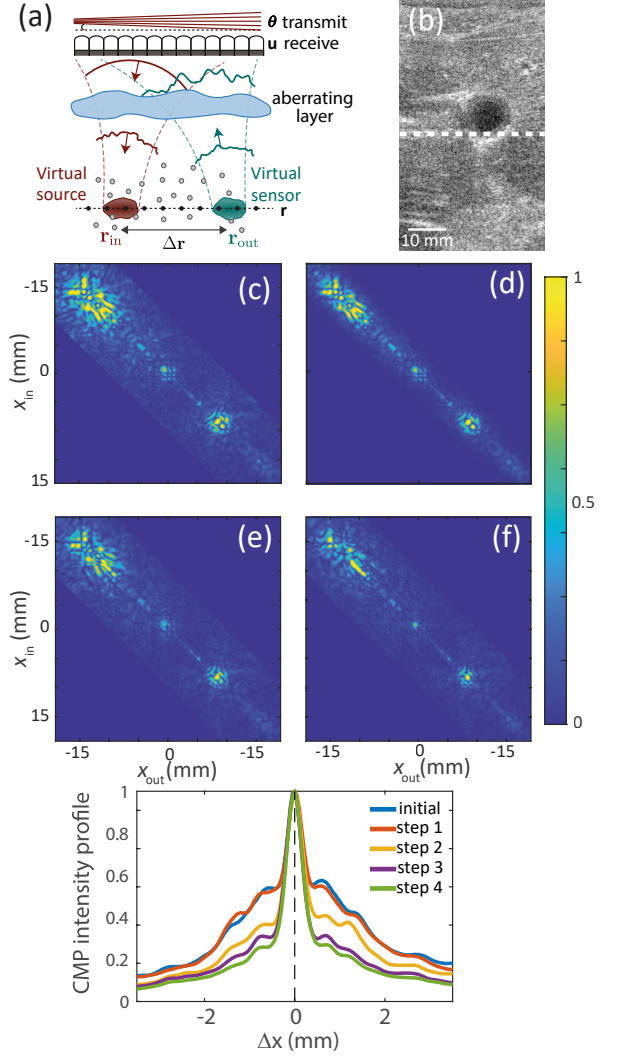 (a)
θ transmit
u receive
aberrating
layer
Virtual
source
Virtual
sensor
r
r_in
r_out
Δr
(b)
10 mm
(c)
(d)
-15
0
15
x_in (mm)
1
0.5
0
(e)
(f)
-15
0
15
x_in (mm)
-15
0
-15
-15
0
-15
x_out (mm)
x_out (mm)
CMP intensity profile
1
0.8
0.6
0.4
0.2
0
initial
step 1
step 2
step 3
step 4
-2
0
2
Δx (mm)